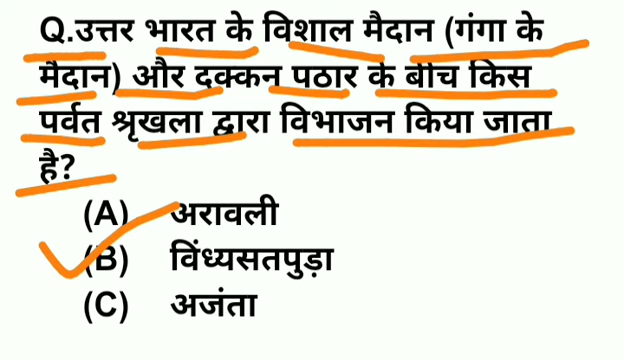 Q.उत्तर भारत के विशाल मैदान (गंगा के
मैदान) और दक्कन पठार के बीच किस
पर्वत श्रृखला द्वारा विभाजन किया जाता
है?
(A) अरावली
(B) विंध्यसतपुड़ा
(C) अजंता